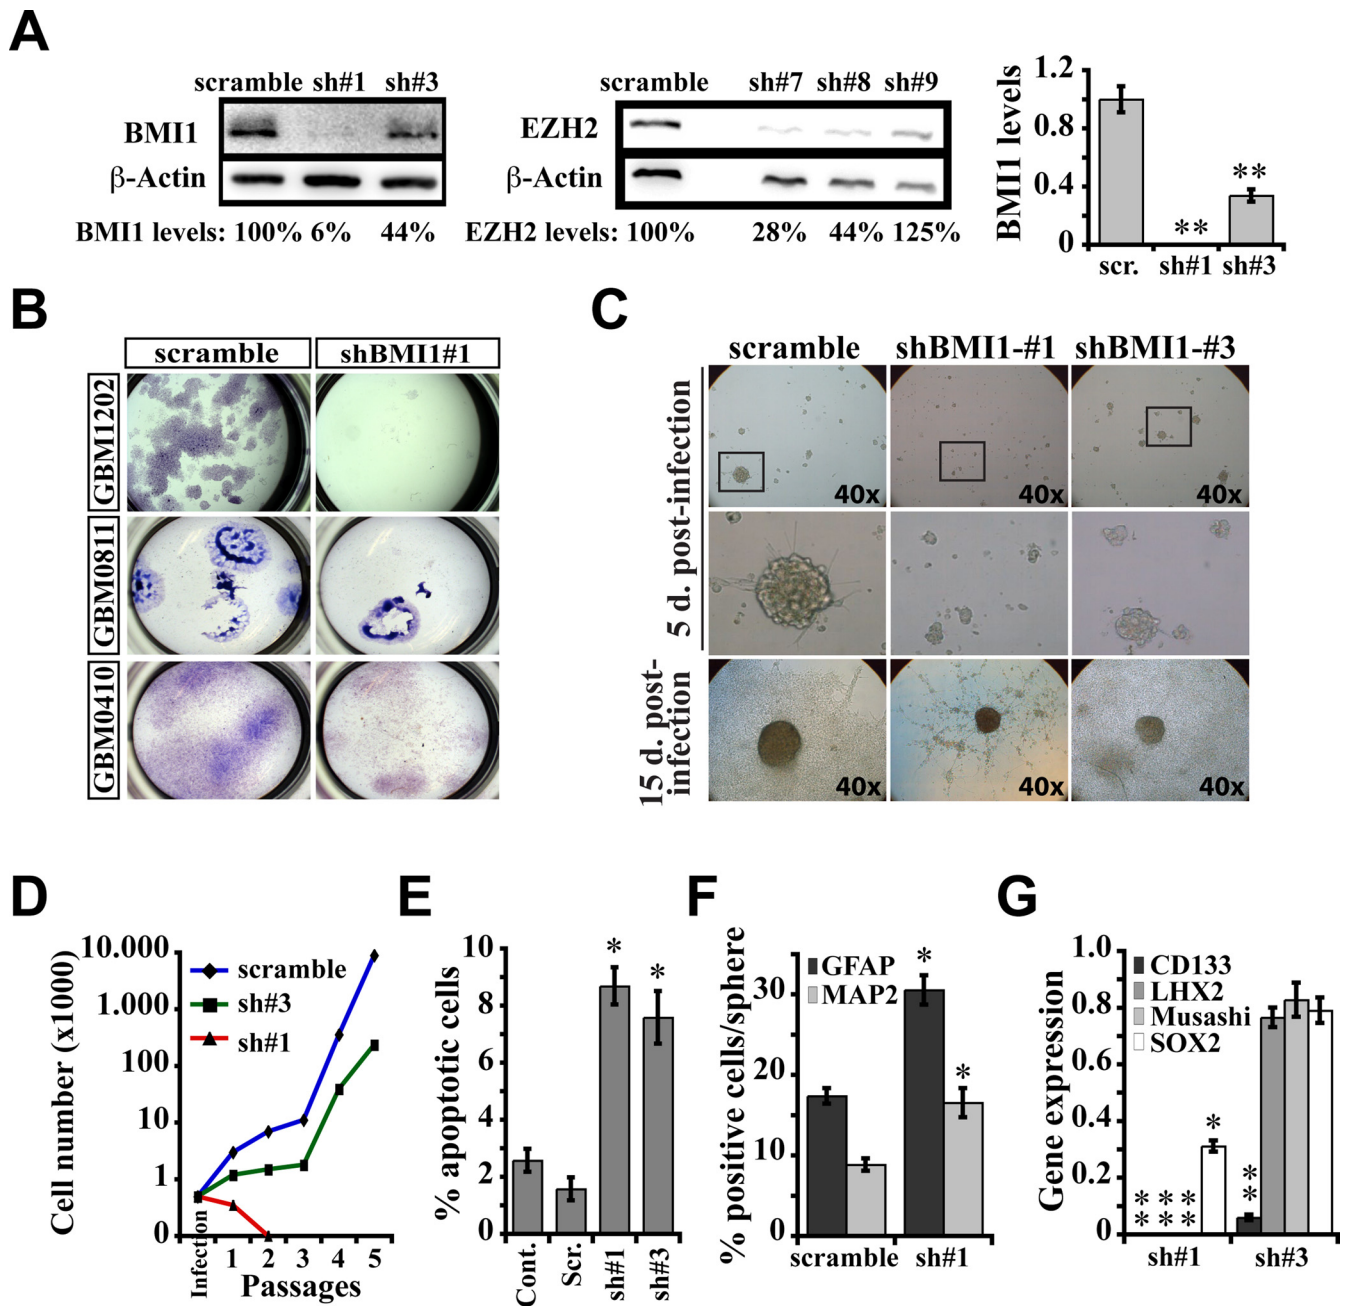 A
scramble sh#1 sh#3
BMI1
β-Actin
BMI1 levels: 100% 6% 44%
scramble sh#7 sh#8 sh#9
EZH2
β-Actin
EZH2 levels: 100% 28% 44% 125%
BMI1 levels
1.2
0.8
0.4
0
**
**
scr. sh#1 sh#3
B
scramble shBMI1#1
GBM1202
GBM0811
GBM0410
C
scramble shBMI1-#1 shBMI1-#3
5 d. post-infection
40x 40x 40x
15 d. post-
infection
40x 40x 40x
D
Cell number (x1000)
10.000
1.000
100
10
1
0
scramble
sh#3
sh#1
Infection 1 2 3 4 5
Passages
E
% apoptotic cells
10
8
6
4
2
0
* *
Cont. Scr. sh#1 sh#3
F
% positive cells/sphere
30
20
10
0
GFAP
MAP2
*
*
scramble sh#1
G
Gene expression
1.0
0.8
0.6
0.4
0.2
0
CD133
LHX2
Musashi
SOX2
* * *
* * *
*
*
*
sh#1 sh#3